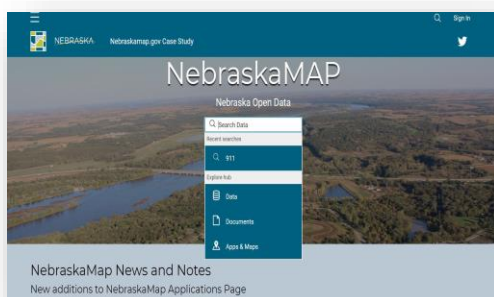 Sign In
NEBRASKA
Nebraskamap.gov Case Study
NebraskaMAP
Nebraska Open Data
Search Data
Recent searches
911
Explore hub
Data
Documents
Apps & Maps
NebraskaMap News and Notes
New additions to NebraskaMap Applications Page